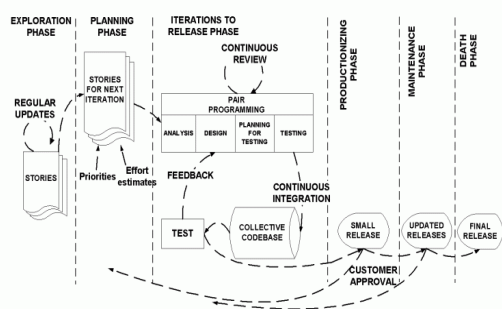 EXPLORATION
PHASE
PLANNING
PHASE
ITERATIONS TO
RELEASE PHASE
PRODUCTIONIZING
PHASE
MAINTENANCE
PHASE
DEATH
PHASE
REGULAR
UPDATES
STORIES
STORIES
FOR NEXT
ITERATION
Priorities
Effort
estimates
CONTINUOUS
REVIEW
PAIR
PROGRAMMING
ANALYSIS
DESIGN
PLANNING
FOR
TESTING
TESTING
FEEDBACK
CONTINUOUS
INTEGRATION
TEST
COLLECTIVE
CODEBASE
SMALL
RELEASE
UPDATED
RELEASES
FINAL
RELEASE
CUSTOMER
APPROVAL